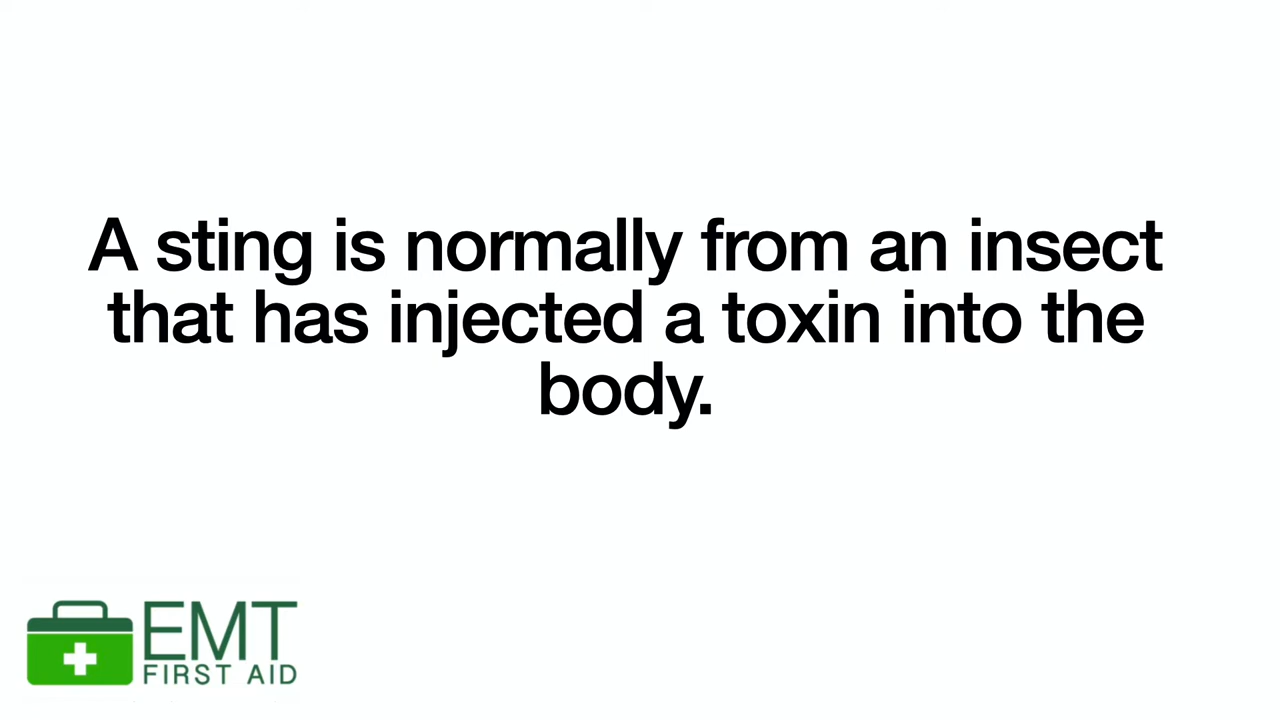 A sting is normally from an insect
that has injected a toxin into the
body.
EMT
FIRST AID